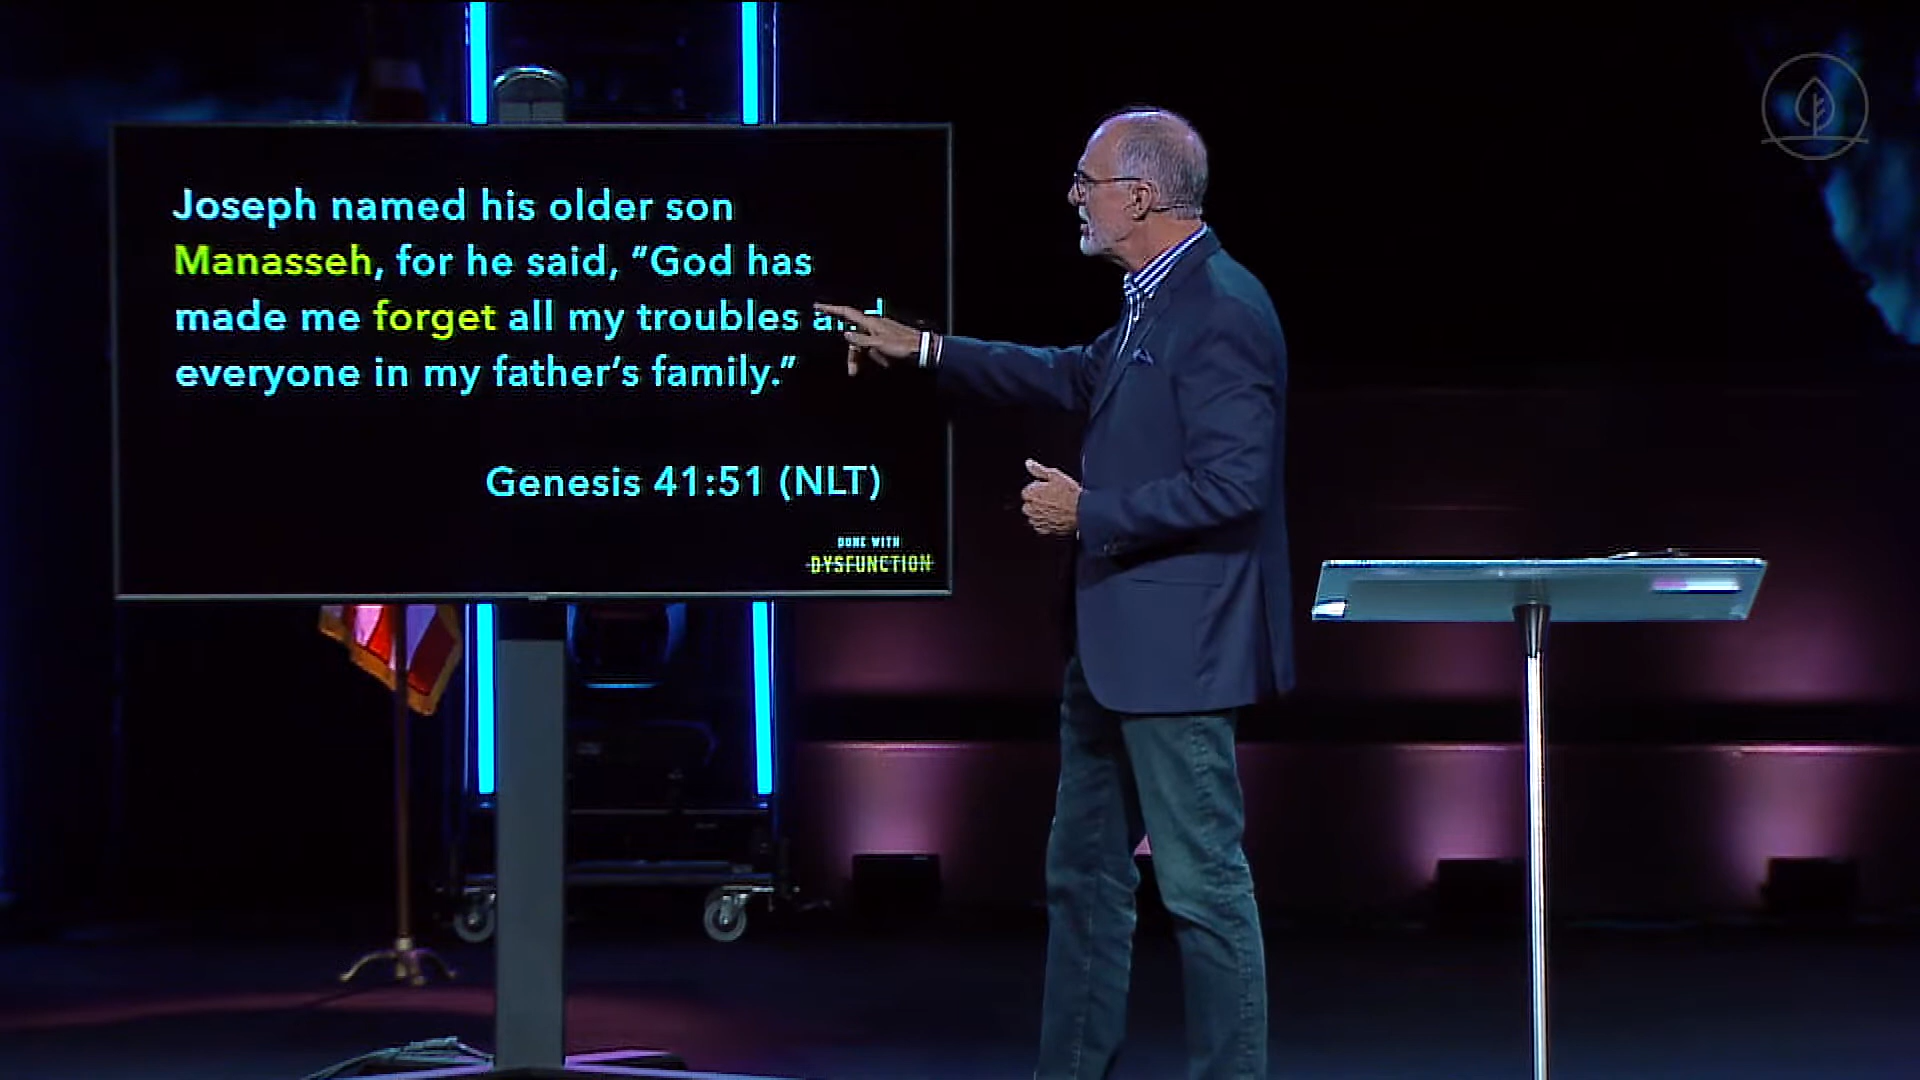 Joseph named his older son
Manasseh, for he said, “God has
made me forget all my troubles and
everyone in my father’s family.”
Genesis 41:51 (NLT)
DONE WITH
DYSFUNCTION